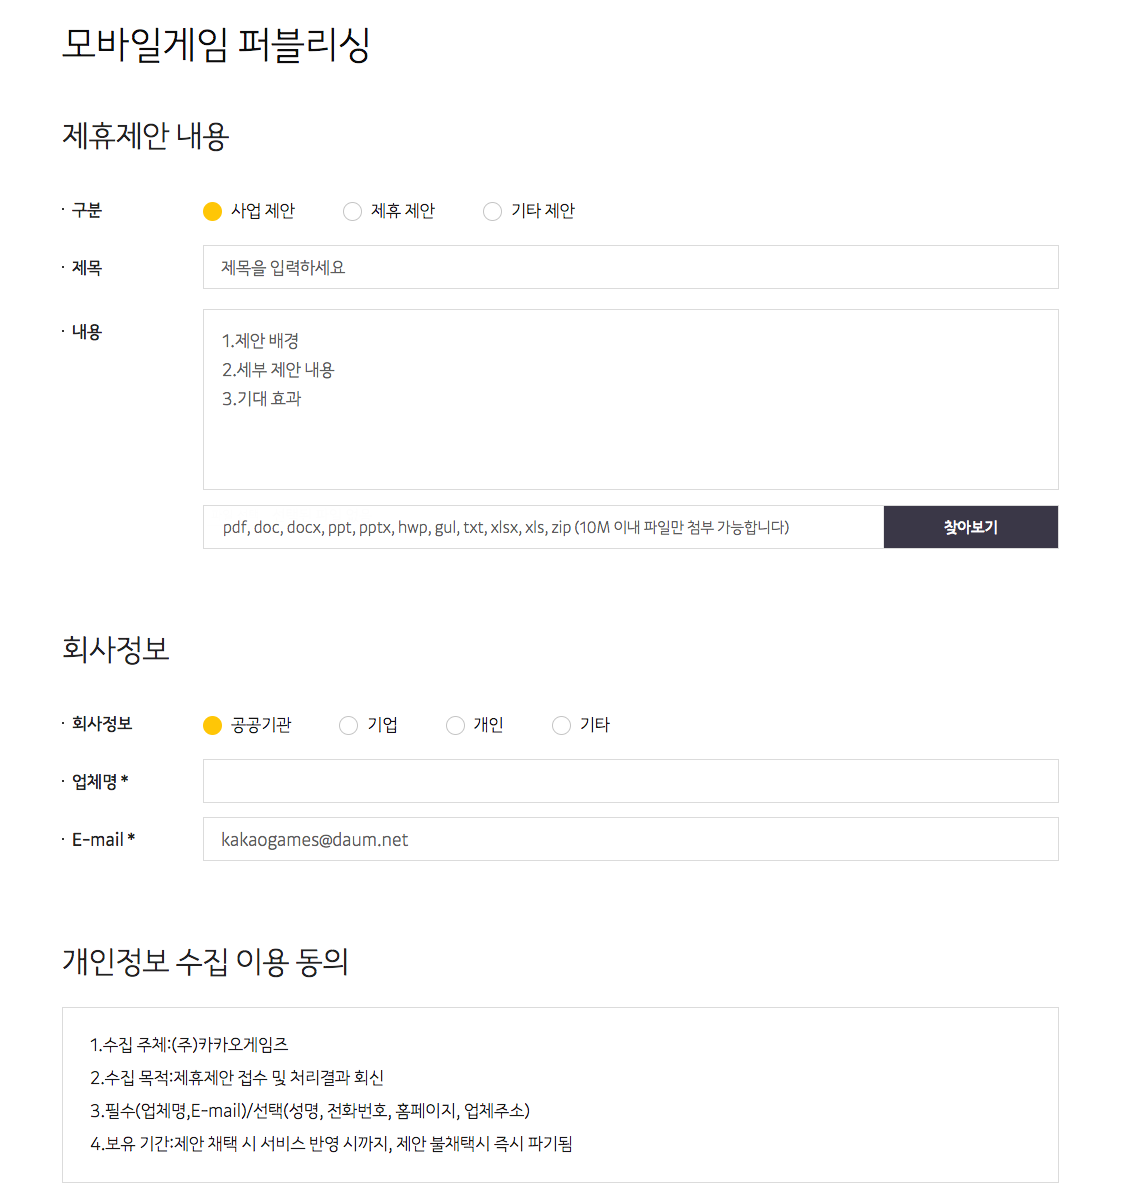 모바일게임 퍼블리싱
제휴제안 내용
· 구분 사업 제안 제휴 제안 기타 제안
· 제목 제목을 입력하세요
· 내용 1.제안 배경
2.세부 제안 내용
3.기대 효과
pdf, doc, docx, ppt, pptx, hwp, gul, txt, xlsx, xls, zip (10M 이내 파일만 첨부 가능합니다) 찾아보기
회사정보
· 회사정보 공공기관 기업 개인 기타
· 업체명 *
· E-mail * kakaogames@daum.net
개인정보 수집 이용 동의
1.수집 주체:(주)카카오게임즈
2.수집 목적:제휴제안 접수 및 처리결과 회신
3.필수(업체명,E-mail)/선택(성명, 전화번호, 홈페이지, 업체주소)
4.보유 기간:제안 채택 시 서비스 반영 시까지, 제안 불채택시 즉시 파기됨